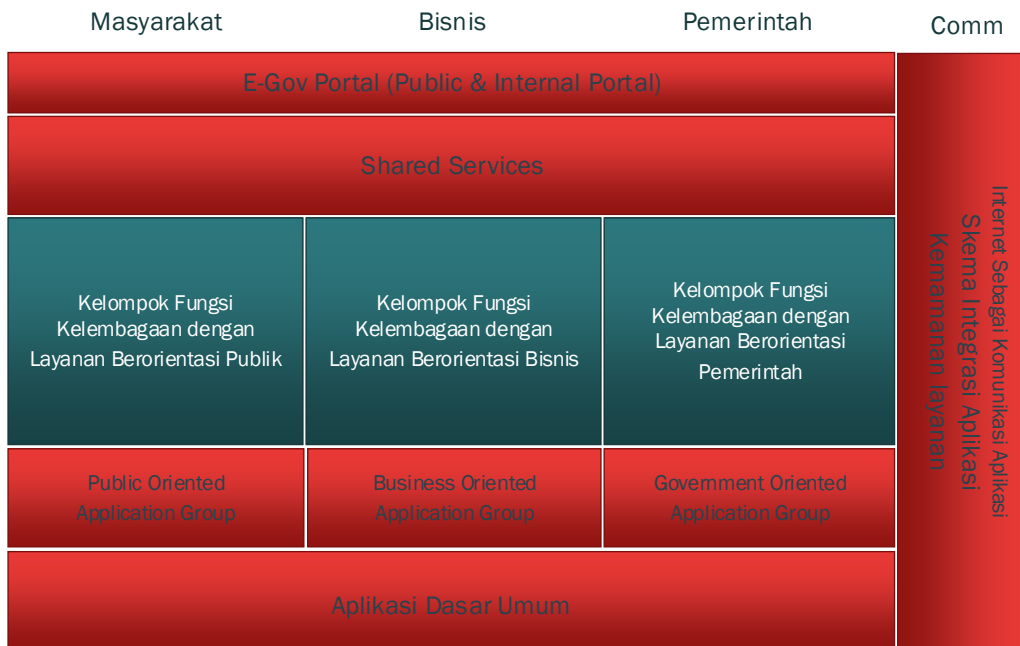 Masyarakat
Bisnis
Pemerintah
Comm
E-Gov Portal (Public & Internal Portal)
Shared Services
Kelompok Fungsi
Kelembagaan dengan
Layanan Berorientasi Publik
Kelompok Fungsi
Kelembagaan dengan
Layanan Berorientasi Bisnis
Kelompok Fungsi
Kelembagaan dengan
Layanan Berorientasi
Pemerintah
Public Oriented
Application Group
Business Oriented
Application Group
Government Oriented
Application Group
Aplikasi Dasar Umum
Internet Sebagai Komunikasi Aplikasi
Skema Integrasi Aplikasi
Kemamanan layanan